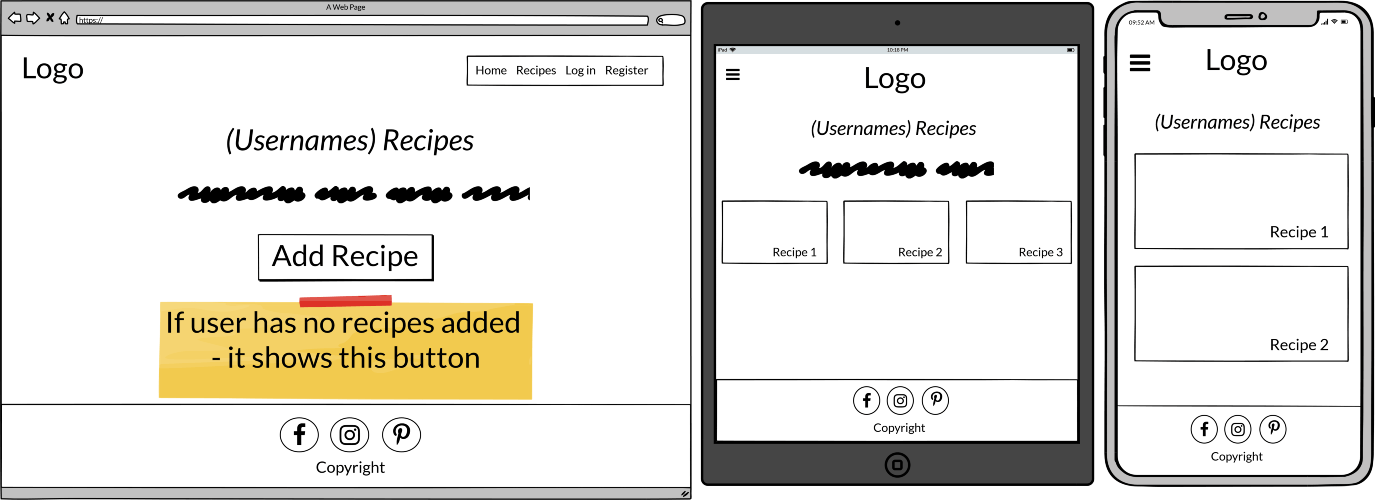 A Web Page
https://
Logo
Home Recipes Log in Register
(Usernames) Recipes
Add Recipe
If user has no recipes added
- it shows this button
Copyright
iPad 10:18 PM
Logo
(Usernames) Recipes
Recipe 1 Recipe 2 Recipe 3
Copyright
09:52 AM
Logo
(Usernames) Recipes
Recipe 1
Recipe 2
Copyright